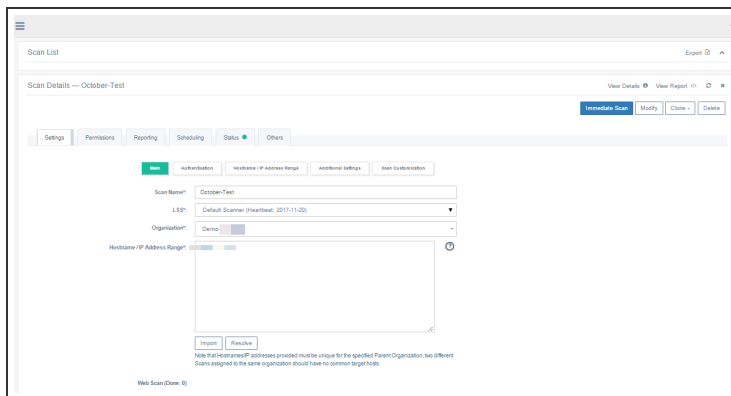 Scan List
Export
Scan Details — October-Test
View Details View Report
Immediate Scan Modify Clone Delete
Settings Permissions Reporting Scheduling Status Others
Main Authentication Hostname / IP Address Range Additional Settings Scan Customization
Scan Name*: October-Test
LSS*: Default Scanner (Heartbeat: 2017-11-20)
Organization*: Demo
Hostname / IP Address Range*:
Import Resolve
Note that Hostnames/IP addresses provided must be unique for the specified Parent Organization, two different
Scans assigned to the same organization should have no common target hosts.
Web Scan (Done: 0)